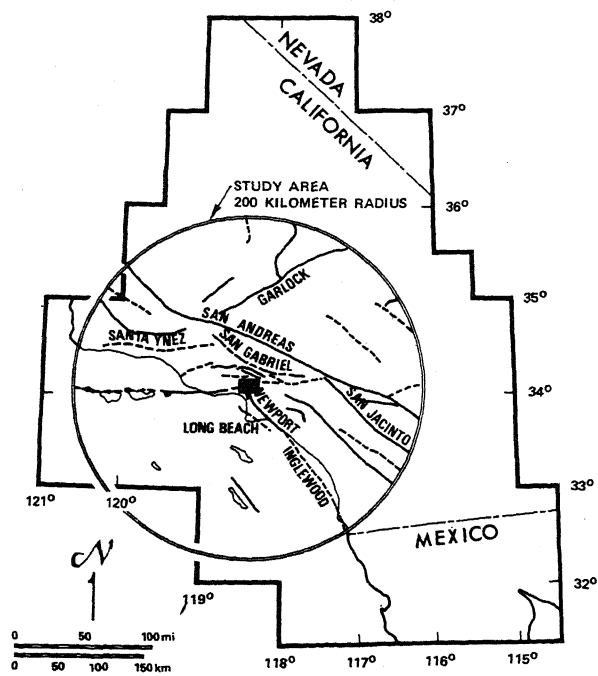 38°
NEVADA
CALIFORNIA
37°
STUDY AREA
200 KILOMETER RADIUS
36°
35°
GARLOCK
SAN ANDREAS
SANTA YNEZ
SAN GABRIEL
34°
SAN JACINTO
NEWPORT
LONG BEACH
INGLEWOOD
33°
121°
120°
MEXICO
N
32°
119°
0 50 100 mi
0 50 100 150 km
118°
117°
116°
115°